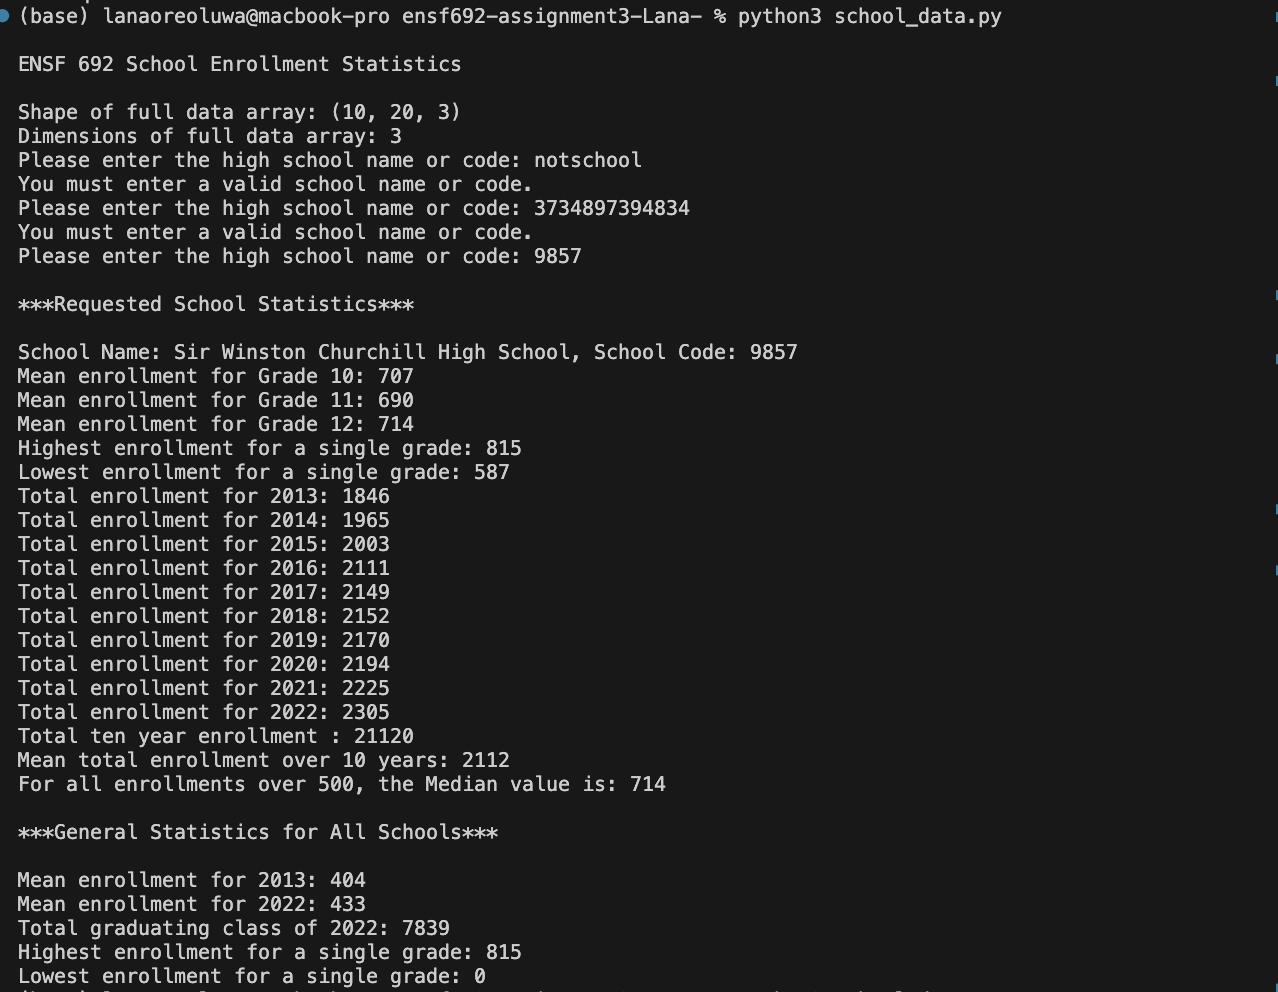 (base) lanaoreoluwa@macbook-pro ensf692-assignment3-Lana- % python3 school_data.py
ENSF 692 School Enrollment Statistics
Shape of full data array: (10, 20, 3)
Dimensions of full data array: 3
Please enter the high school name or code: notschool
You must enter a valid school name or code.
Please enter the high school name or code: 3734897394834
You must enter a valid school name or code.
Please enter the high school name or code: 9857
***Requested School Statistics***
School Name: Sir Winston Churchill High School, School Code: 9857
Mean enrollment for Grade 10: 707
Mean enrollment for Grade 11: 690
Mean enrollment for Grade 12: 714
Highest enrollment for a single grade: 815
Lowest enrollment for a single grade: 587
Total enrollment for 2013: 1846
Total enrollment for 2014: 1965
Total enrollment for 2015: 2003
Total enrollment for 2016: 2111
Total enrollment for 2017: 2149
Total enrollment for 2018: 2152
Total enrollment for 2019: 2170
Total enrollment for 2020: 2194
Total enrollment for 2021: 2225
Total enrollment for 2022: 2305
Total ten year enrollment : 21120
Mean total enrollment over 10 years: 2112
For all enrollments over 500, the Median value is: 714
***General Statistics for All Schools***
Mean enrollment for 2013: 404
Mean enrollment for 2022: 433
Total graduating class of 2022: 7839
Highest enrollment for a single grade: 815
Lowest enrollment for a single grade: 0